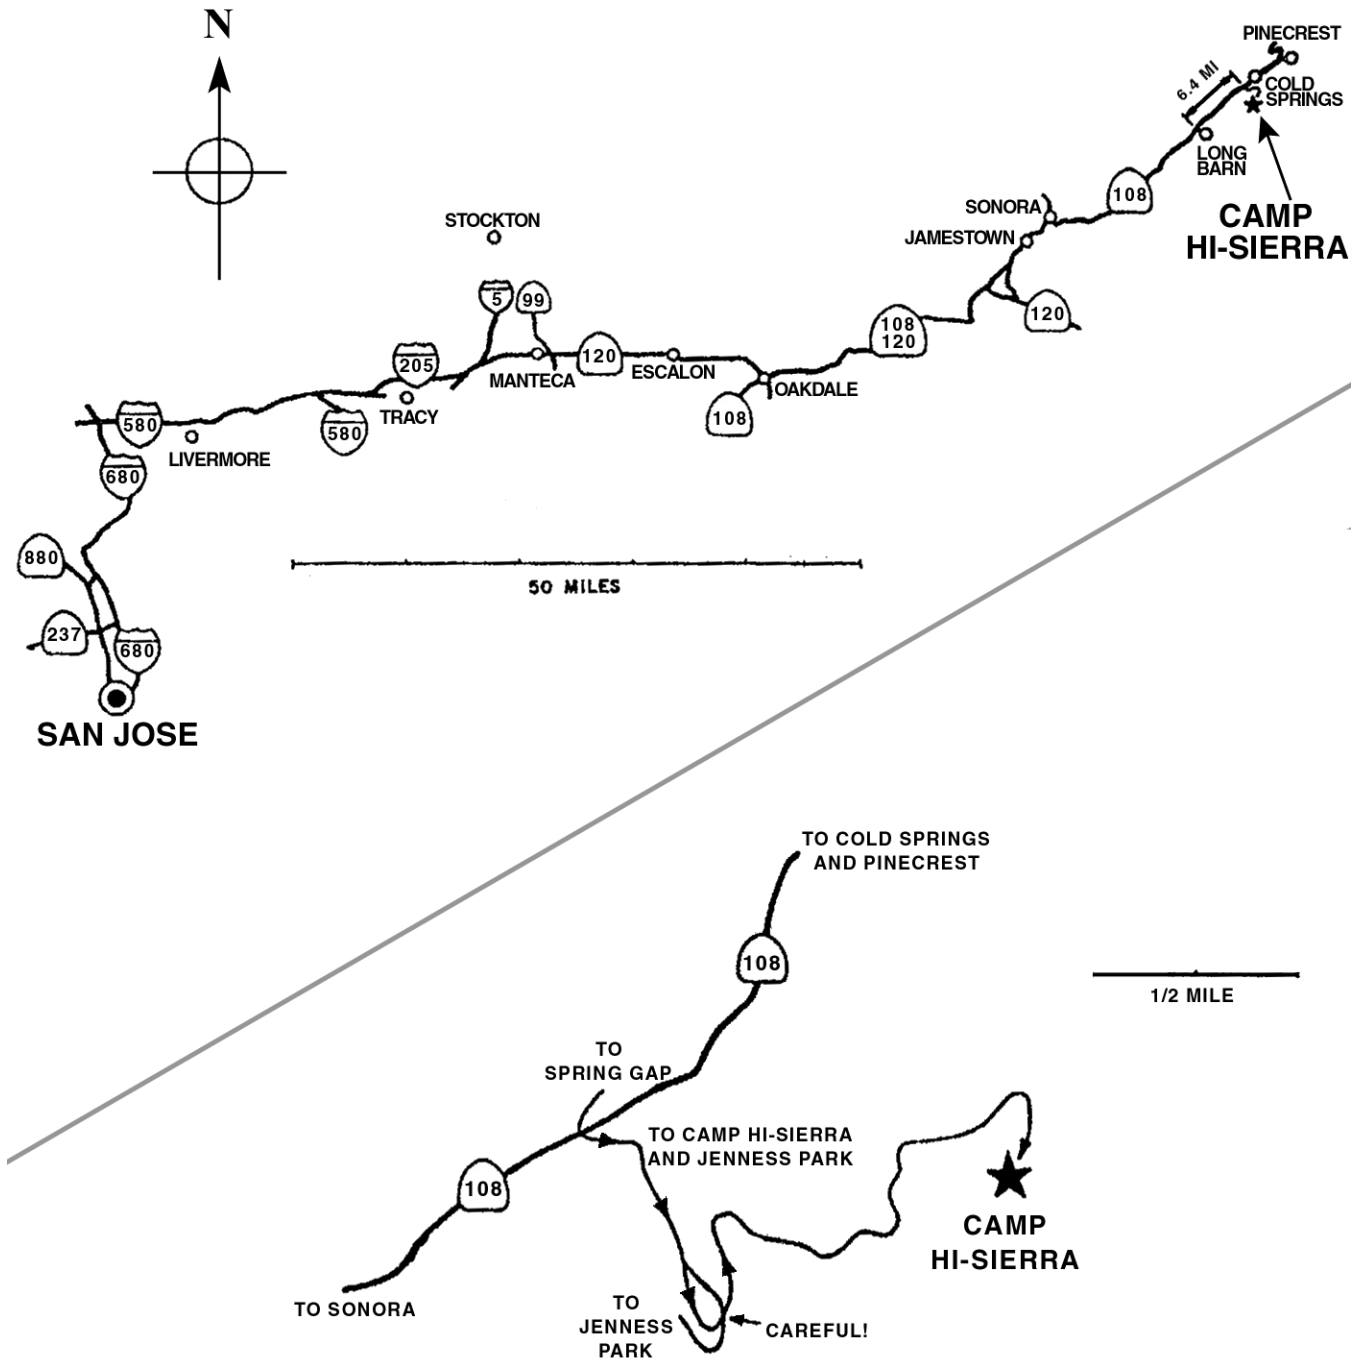 N
PINECREST
6.4 MI
COLD
SPRINGS
LONG
BARN
108
CAMP
HI-SIERRA
SONORA
JAMESTOWN
STOCKTON
5
99
120
108
120
205
MANTECA
120
ESCALON
OAKDALE
108
TRACY
580
580
LIVERMORE
680
880
50 MILES
237
680
SAN JOSE
TO COLD SPRINGS
AND PINECREST
108
1/2 MILE
TO
SPRING GAP
TO CAMP HI-SIERRA
AND JENNESS PARK
108
CAMP
HI-SIERRA
TO SONORA
TO
JENNESS
PARK
CAREFUL!